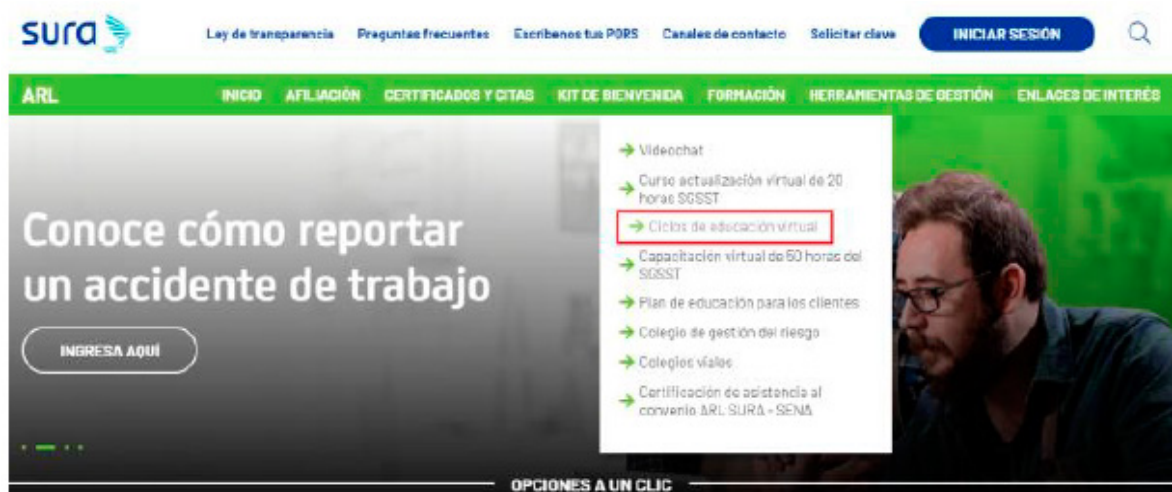 sura
Ley de transparencia Preguntas frecuentes Escríbenos tus PQRS Canales de contacto Solicitar clave INICIAR SESIÓN
ARL INICIO AFILIACIÓN CERTIFICADOS Y CITAS KIT DE BIENVENIDA FORMACIÓN HERRAMIENTAS DE GESTIÓN ENLACES DE INTERÉS
Videochat
Curso actualización virtual de 20
horas SGSST
Ciclos de educación virtual
Capacitación virtual de 50 horas del
SGSST
Plan de educación para los clientes
Colegio de gestión del riesgo
Colegios viales
Certificación de asistencia al
convenio ARL SURA - SENA
Conoce cómo reportar
un accidente de trabajo
INGRESA AQUÍ
OPCIONES A UN CLIC